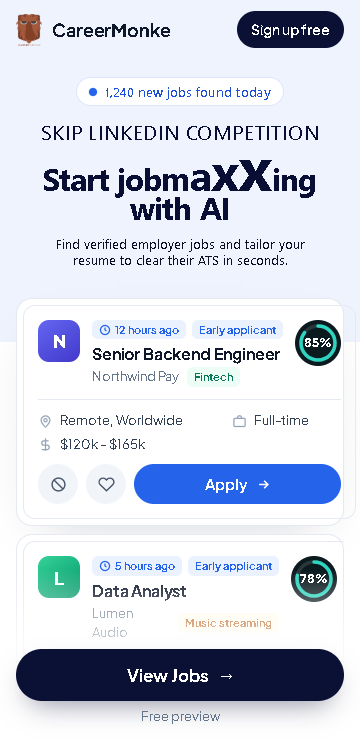 CareerMonke
Sign up free
1,240 new jobs found today
SKIP LINKEDIN COMPETITION
Start jobmaxXing
with AI
Find verified employer jobs and tailor your
resume to clear their ATS in seconds.
N
12 hours ago
Early applicant
85%
Senior Backend Engineer
Northwind Pay
Fintech
Remote, Worldwide
Full-time
$120k - $165k
Apply →
L
5 hours ago
Early applicant
78%
Data Analyst
Lumen
Audio
Music streaming
View Jobs →
Free preview